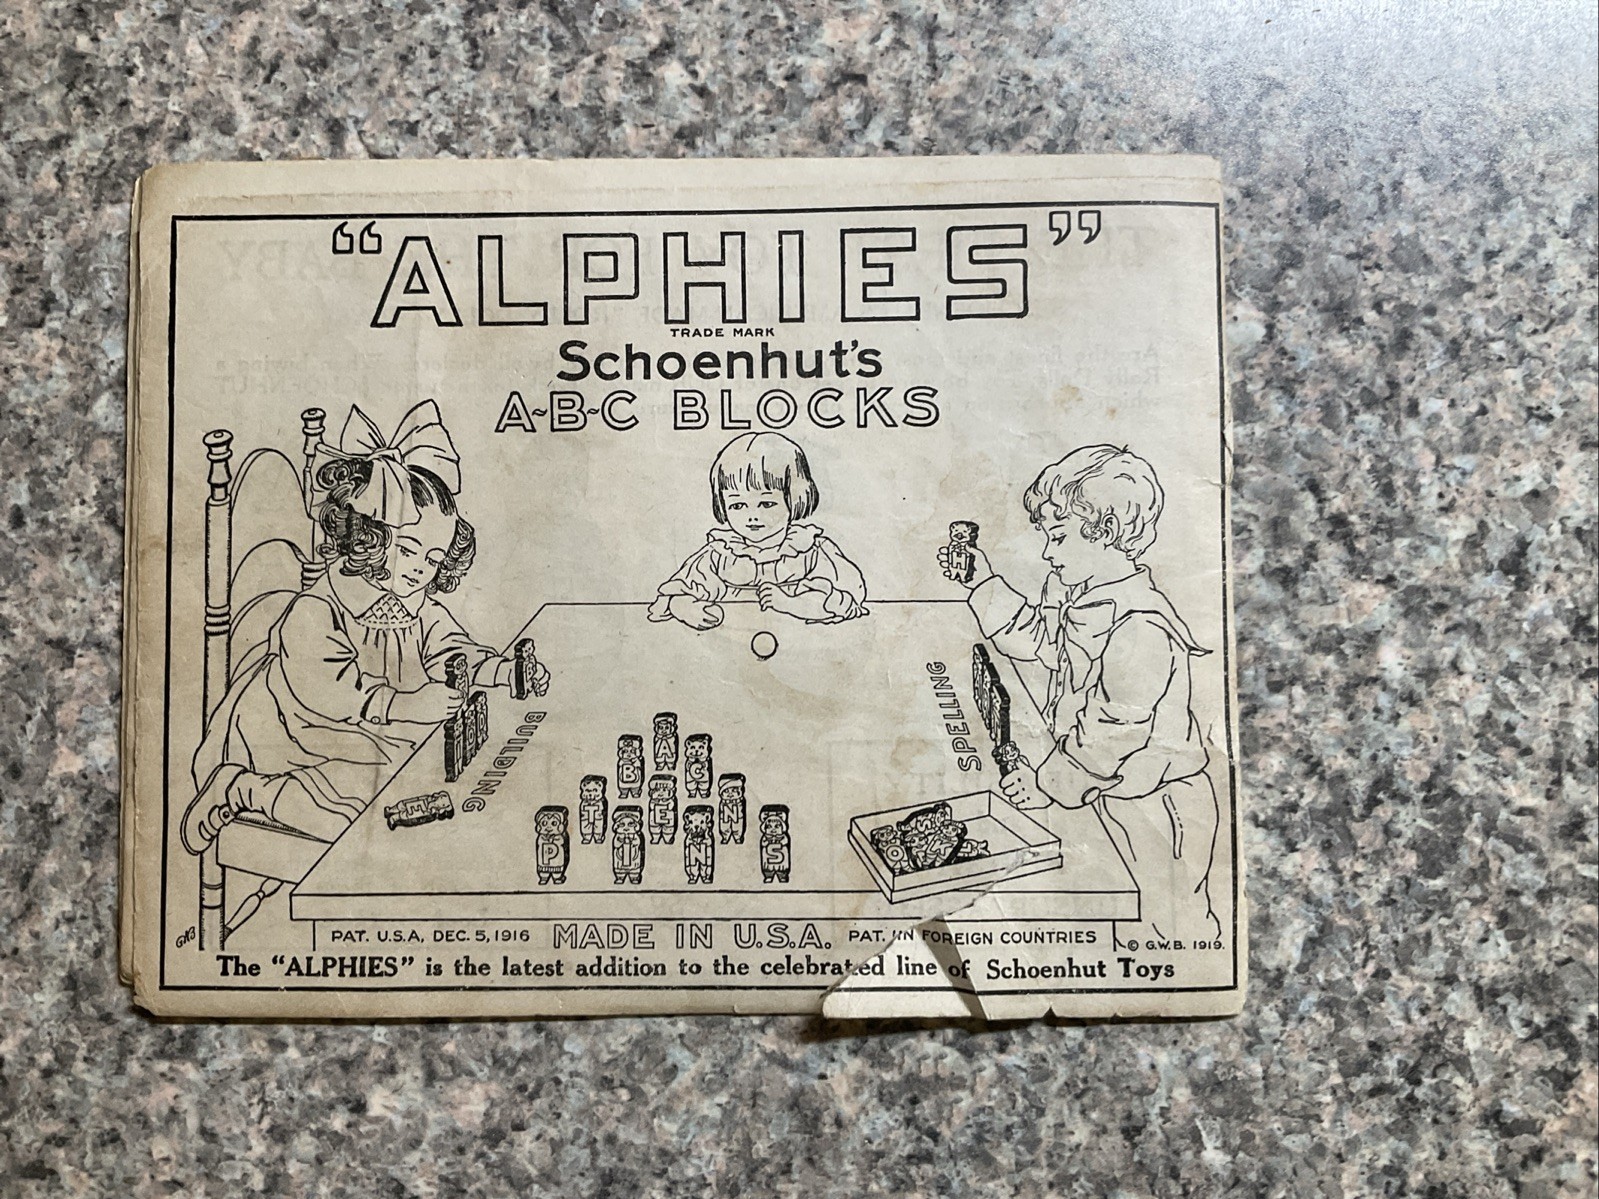 “ALPHIES”
TRADE MARK
Schoenhut's
A~B~C BLOCKS
BUILDING
SPELLING
E
A
B C
T E N
P I N S
PAT. U.S.A, DEC. 5, 1916 MADE IN U.S.A. PAT. IN FOREIGN COUNTRIES © G.W.B. 1919.
GWB
The “ALPHIES” is the latest addition to the celebrated line of Schoenhut Toys